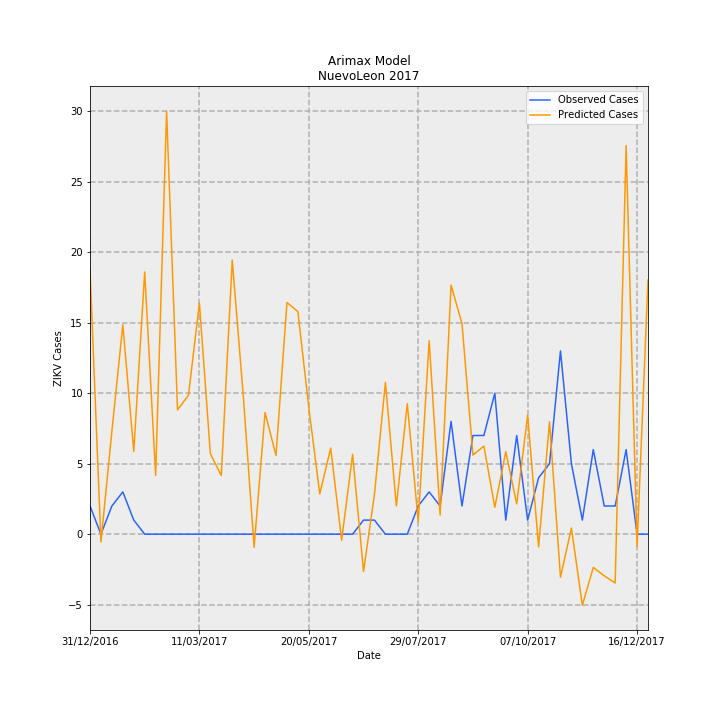 Arimax Model
NuevoLeon 2017
Observed Cases
Predicted Cases
30
25
20
15
10
5
0
−5
ZIKV Cases
31/12/2016
11/03/2017
20/05/2017
29/07/2017
07/10/2017
16/12/2017
Date